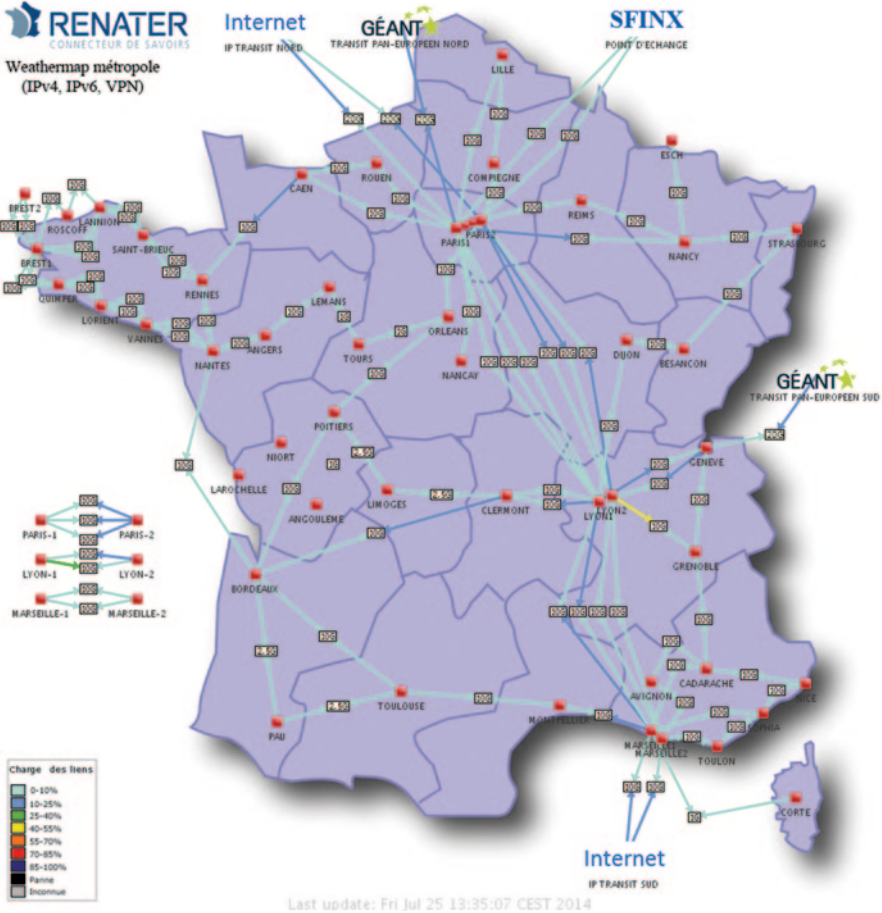 RENATER
CONNECTEUR DE SAVOIRS
Weathermap métropole
(IPv4, IPv6, VPN)
Internet
IP TRANSIT NORD
GÉANT
TRANSIT PAN-EUROPEEN NORD
SFINX
POINT D'ECHANGE
LILLE
ESCH
ROUEN
COMPIEGNE
CAEN
REIMS
BREST2
LANNION
ROSCOFF
PARIS1
PARIS2
STRASBOURG
NANCY
SAINT-BRIEUC
BREST1
RENNES
QUIMPER
LEMANS
LORIENT
ORLEANS
VANNES
ANGERS
TOURS
NANCAY
DIJON
BESANCON
NANTES
GÉANT
TRANSIT PAN-EUROPEEN SUD
POITIERS
NIORT
GENEVE
LAROCHELLE
ANGOULEME
LIMOGES
CLERMONT
LYON1
LYON2
PARIS-1
PARIS-2
LYON-1
LYON-2
MARSEILLE-1
MARSEILLE-2
GRENOBLE
BORDEAUX
CADARACHE
AVIGNON
NICE
TOULOUSE
MONTPELLIER
SOPHIA
PAU
MARSEILLE1
MARSEILLE2
TOULON
CORTE
Charge des liens
0-10%
10-25%
25-40%
40-55%
55-70%
70-85%
85-100%
Panne
Inconnue
Internet
IP TRANSIT SUD
Last update: Fri Jul 25 13:35:07 CEST 2014